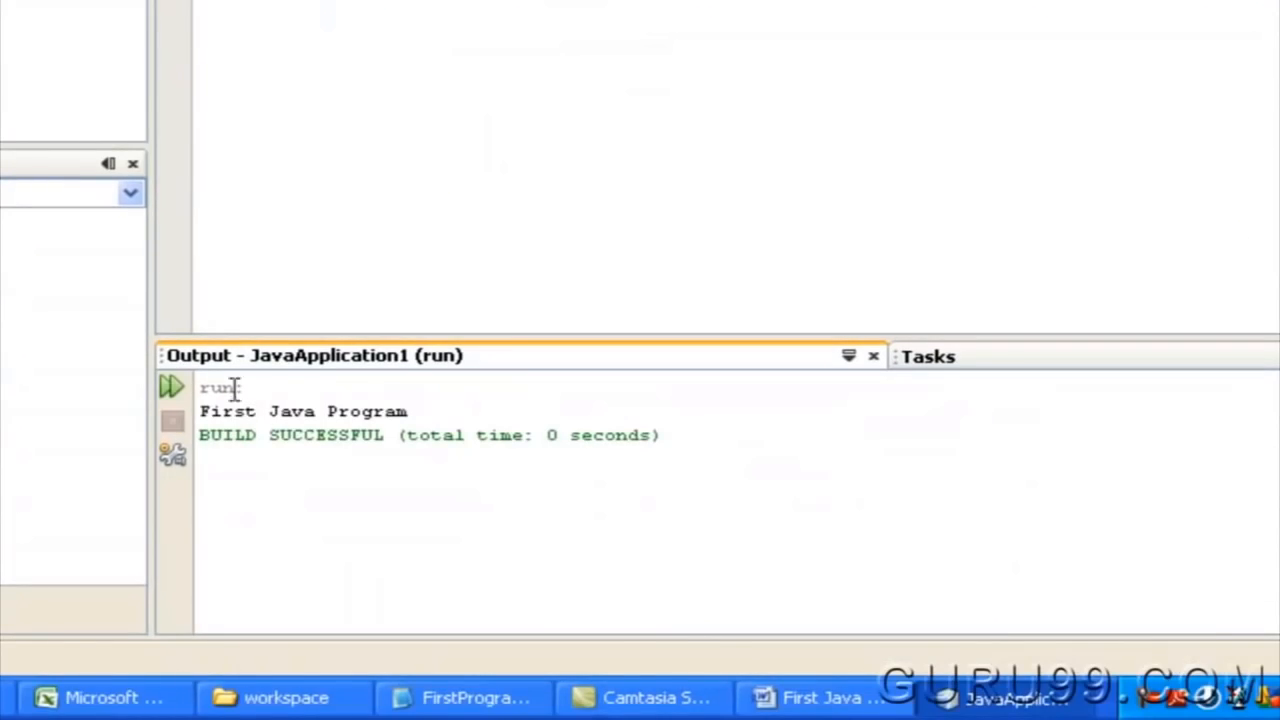 Output - JavaApplication1 (run)
Tasks
run:
First Java Program
BUILD SUCCESSFUL (total time: 0 seconds)
Microsoft ...
workspace
FirstProgra...
Camtasia S...
First Java ...
JavaApplic...
GURU99.COM